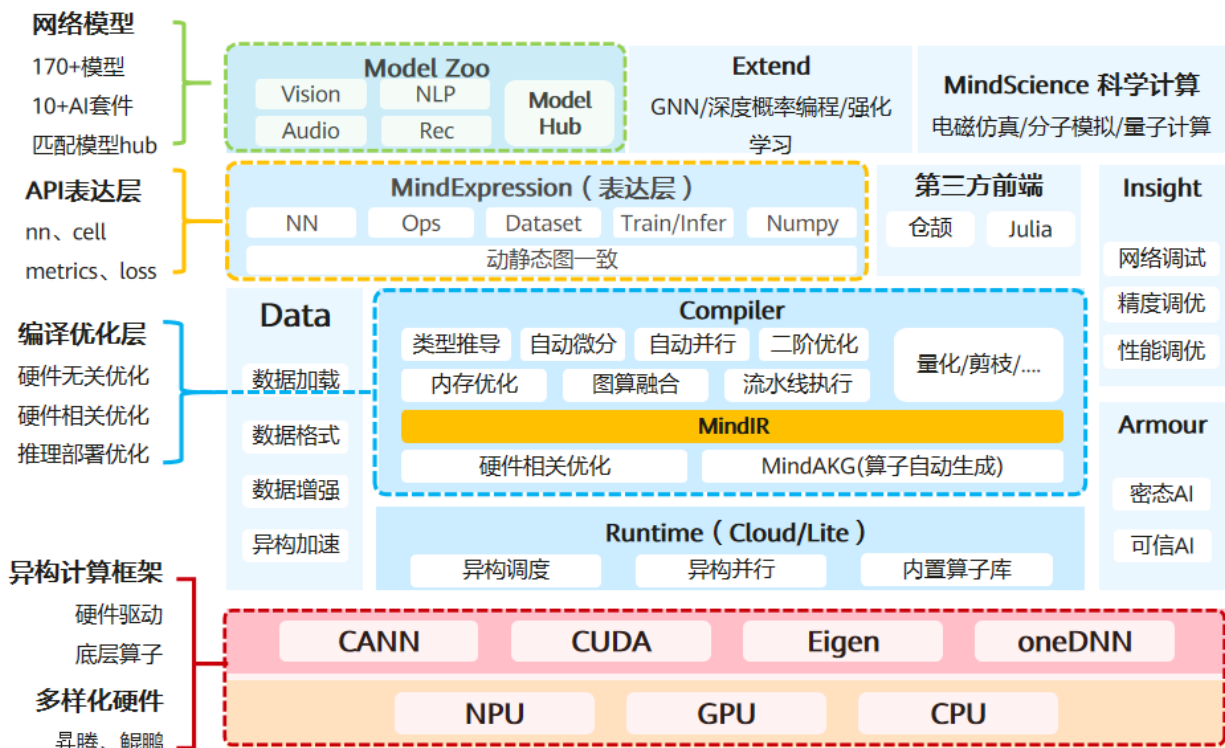 网络模型
170+模型
10+AI套件
匹配模型hub
API表达层
nn、cell
metrics、loss
编译优化层
硬件无关优化
硬件相关优化
推理部署优化
异构计算框架
硬件驱动
底层算子
多样化硬件
昇腾、鲲鹏
Model Zoo
Vision
NLP
Audio
Rec
Model
Hub
Extend
GNN/深度概率编程/强化
学习
MindScience 科学计算
电磁仿真/分子模拟/量子计算
MindExpression(表达层)
NN
Ops
Dataset
Train/Infer
Numpy
动静态图一致
第三方前端
仓颉
Julia
Insight
网络调试
精度调优
性能调优
Data
数据加载
数据格式
数据增强
异构加速
Compiler
类型推导
自动微分
自动并行
二阶优化
量化/剪枝/....
内存优化
图算融合
流水线执行
MindIR
硬件相关优化
MindAKG(算子自动生成)
Armour
密态AI
可信AI
Runtime(Cloud/Lite)
异构调度
异构并行
内置算子库
CANN
CUDA
Eigen
oneDNN
NPU
GPU
CPU